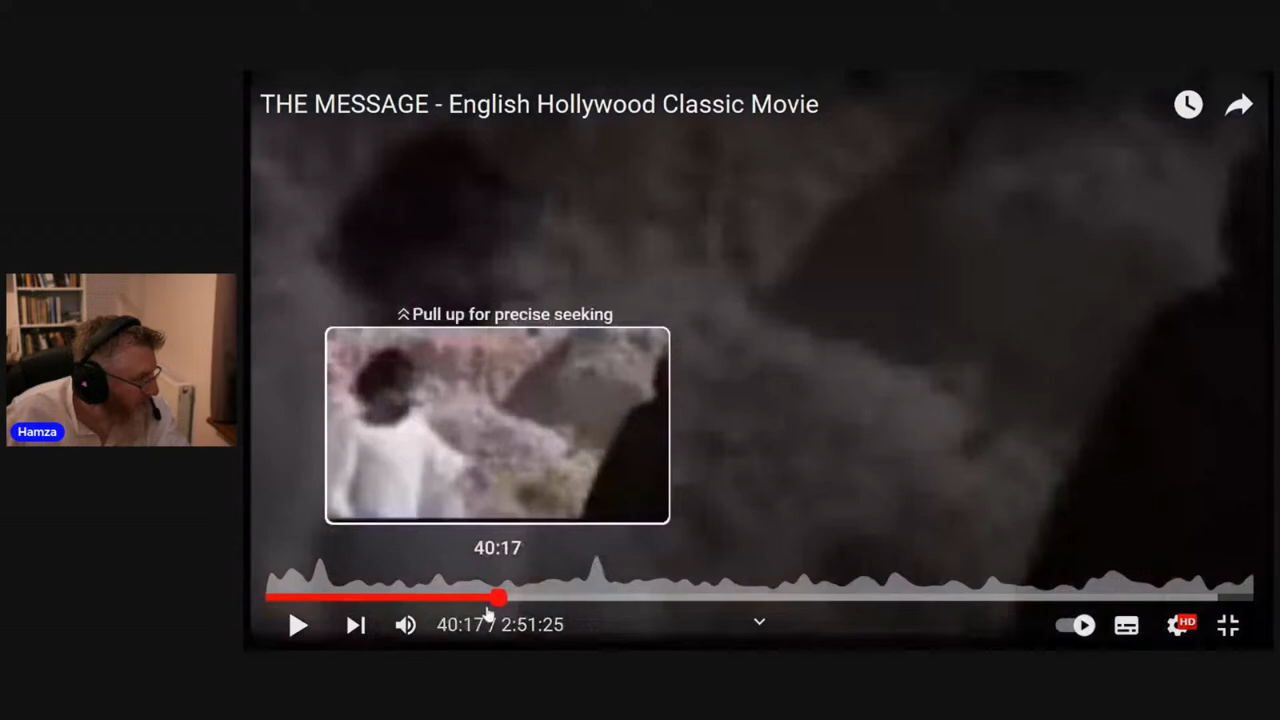 THE MESSAGE - English Hollywood Classic Movie
Pull up for precise seeking
40:17
Hamza
40:17 / 2:51:25
HD